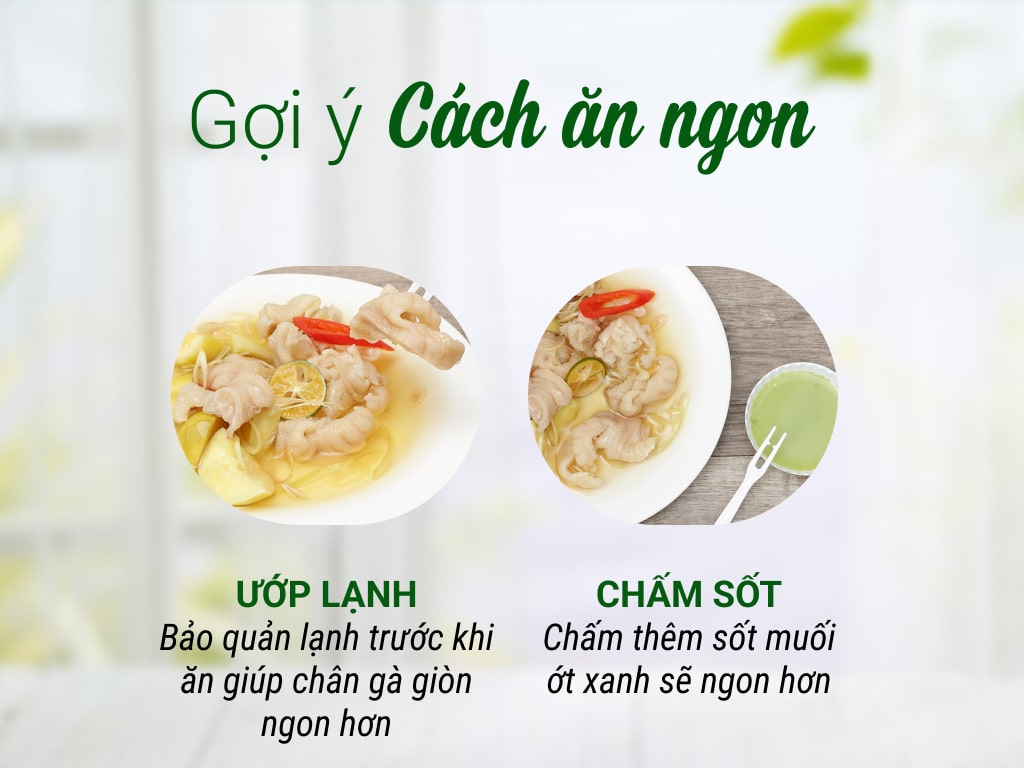 Gợi ý Cách ăn ngon
ƯỚP LẠNH
Bảo quản lạnh trước khi
ăn giúp chân gà giòn
ngon hơn
CHẤM SỐT
Chấm thêm sốt muối
ớt xanh sẽ ngon hơn